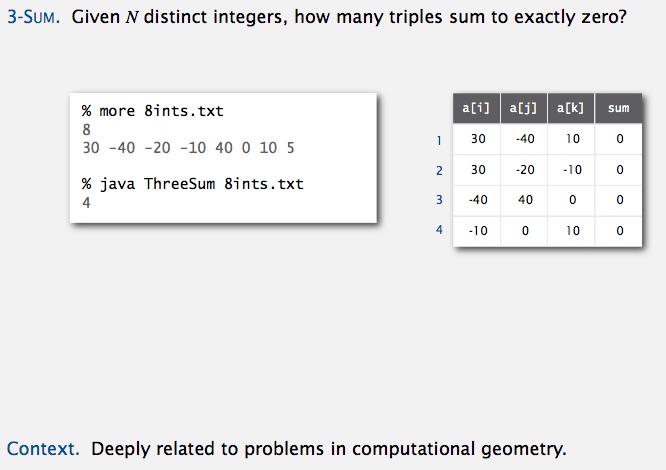 3-SUM. Given N distinct integers, how many triples sum to exactly zero?
% more 8ints.txt
8
30 -40 -20 -10 40 0 10 5
% java ThreeSum 8ints.txt
4
a[i] a[j] a[k] sum
1 30 -40 10 0
2 30 -20 -10 0
3 -40 40 0 0
4 -10 0 10 0
Context. Deeply related to problems in computational geometry.